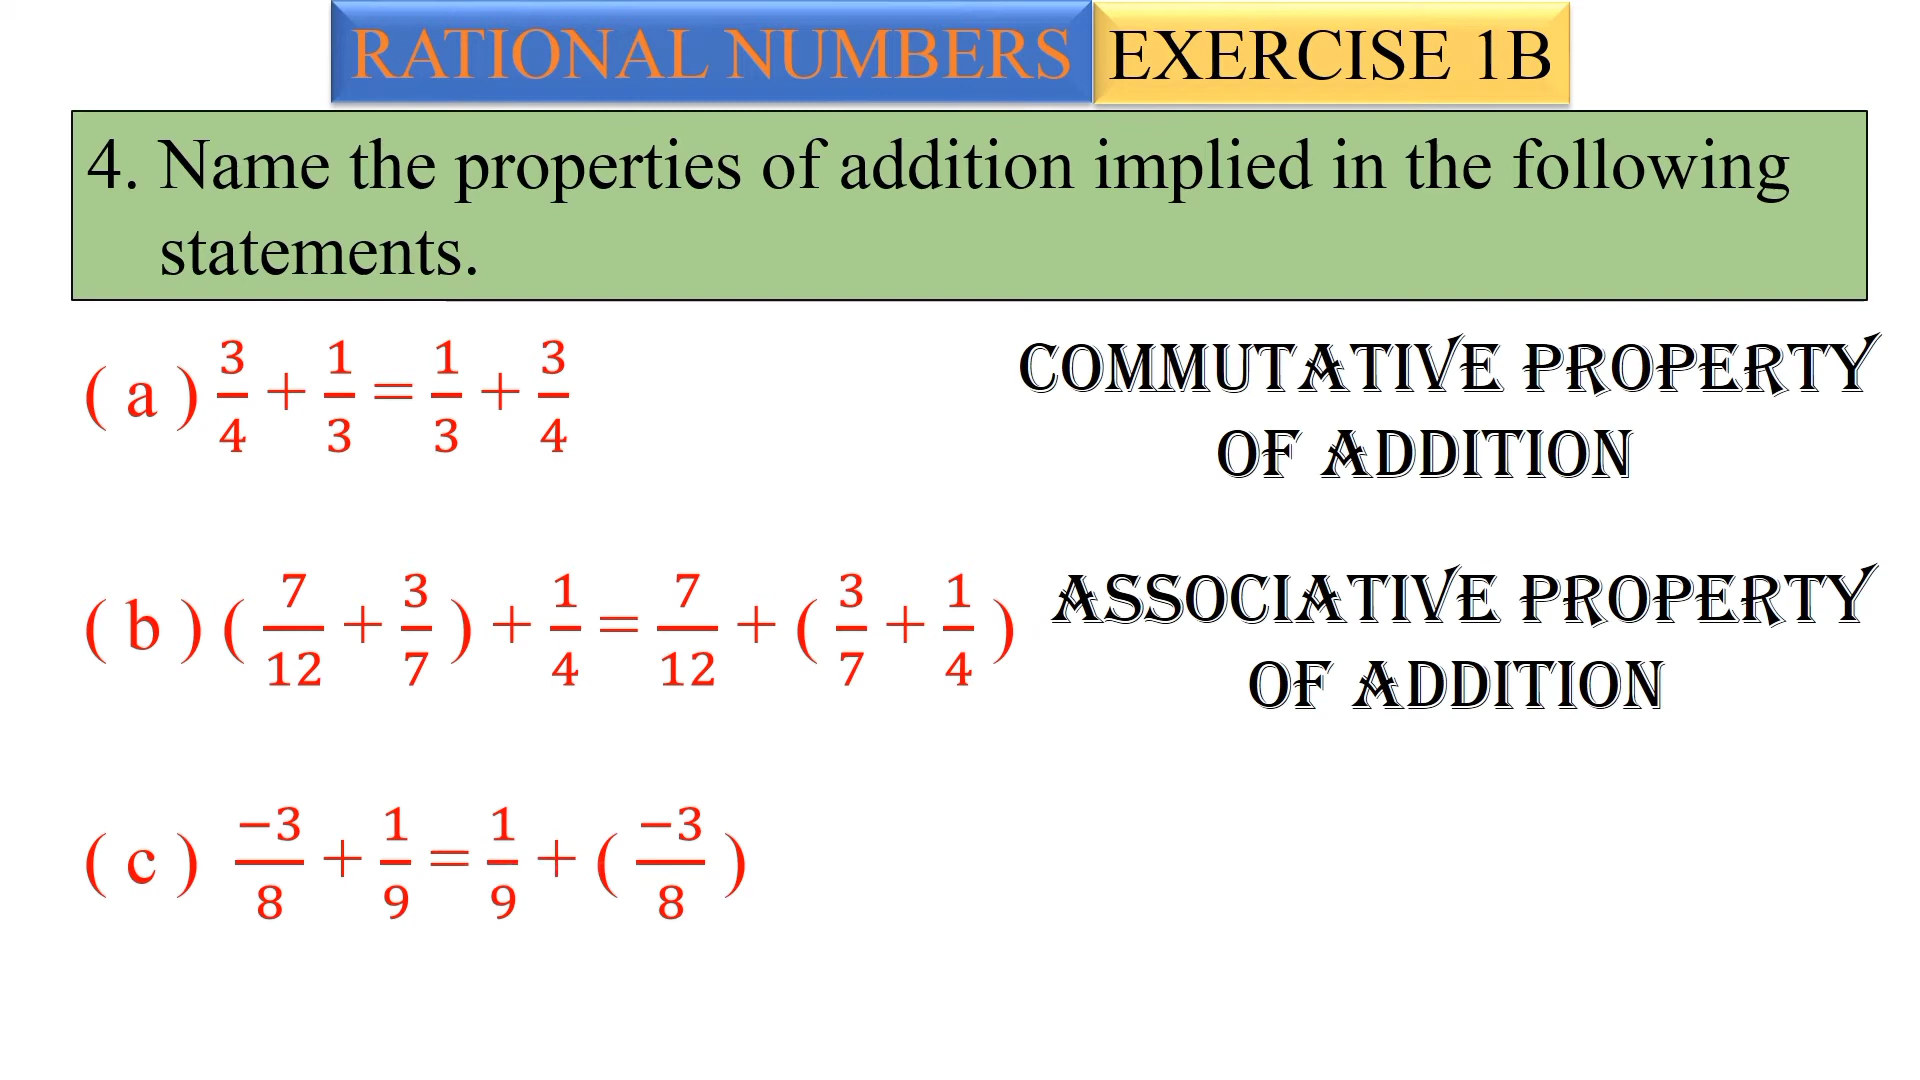 RATIONAL NUMBERS EXERCISE 1B
4. Name the properties of addition implied in the following
statements.
( a ) 3/4 + 1/3 = 1/3 + 3/4
COMMUTATIVE PROPERTY
OF ADDITION
( b ) ( 7/12 + 3/7 ) + 1/4 = 7/12 + ( 3/7 + 1/4 )
ASSOCIATIVE PROPERTY
OF ADDITION
( c ) −3/8 + 1/9 = 1/9 + ( −3/8 )